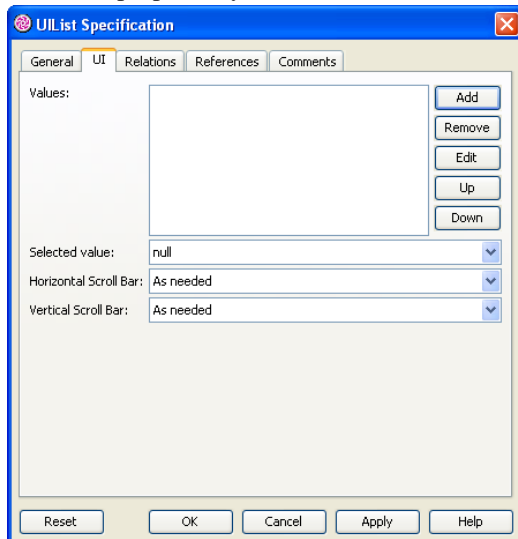 UIList Specification
General UI Relations References Comments
Values:
Add
Remove
Edit
Up
Down
Selected value: null
Horizontal Scroll Bar: As needed
Vertical Scroll Bar: As needed
Reset OK Cancel Apply Help